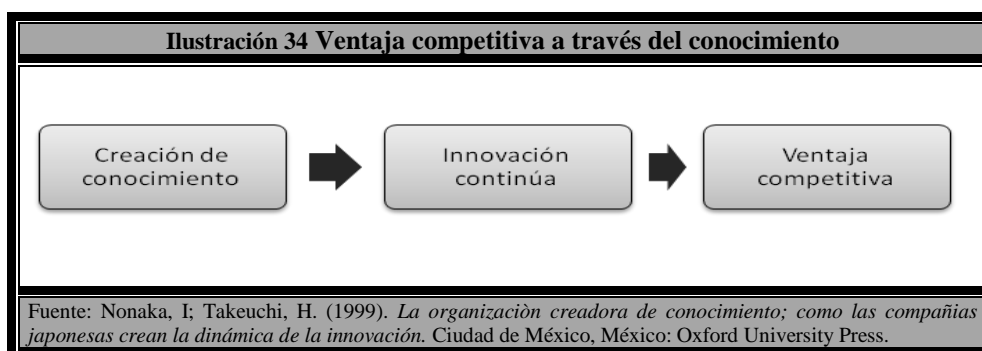 Ilustración 34 Ventaja competitiva a través del conocimiento
Creación de
conocimiento
Innovación
continúa
Ventaja
competitiva
Fuente: Nonaka, I; Takeuchi, H. (1999). La organizaciòn creadora de conocimiento; como las compañias
japonesas crean la dinámica de la innovación. Ciudad de México, México: Oxford University Press.